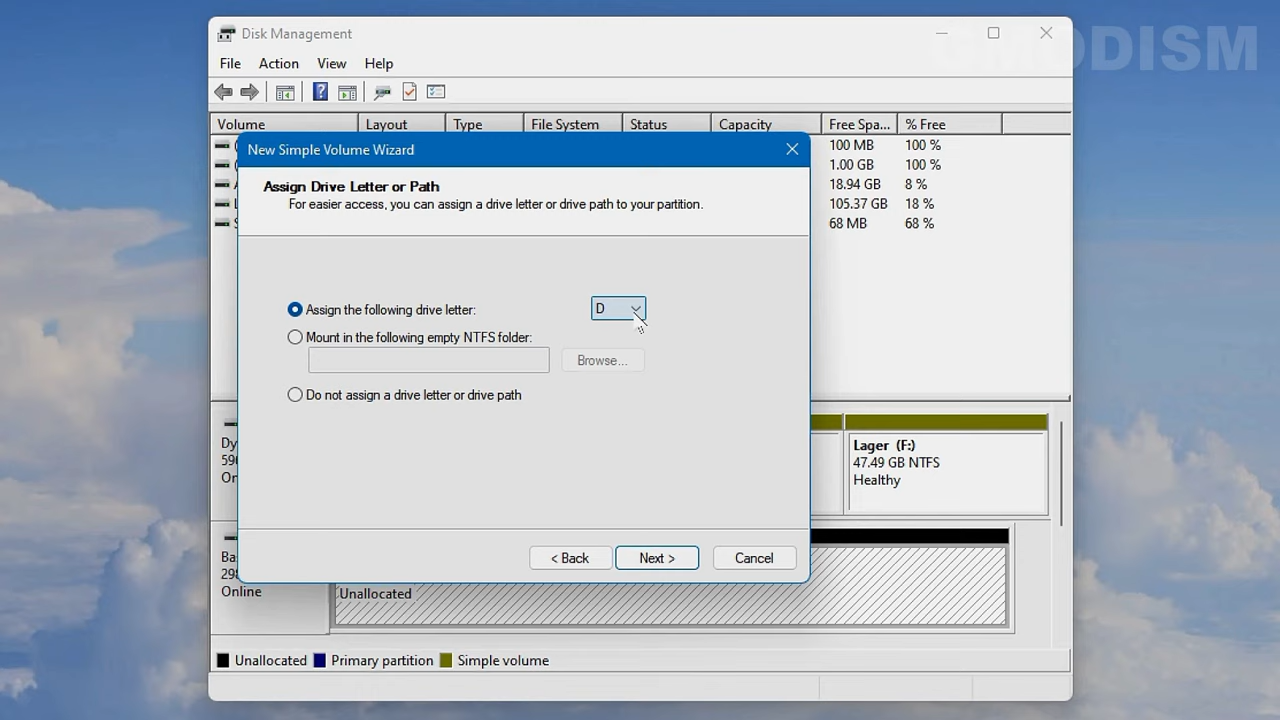 Disk Management
File Action View Help
Volume Layout Type File System Status Capacity Free Spa... % Free
100 MB 100 %
1.00 GB 100 %
18.94 GB 8 %
105.37 GB 18 %
68 MB 68 %
New Simple Volume Wizard
Assign Drive Letter or Path
For easier access, you can assign a drive letter or drive path to your partition.
Assign the following drive letter: D
Mount in the following empty NTFS folder:
Browse...
Do not assign a drive letter or drive path
< Back Next > Cancel
Lager (F:)
47.49 GB NTFS
Healthy
Online
Unallocated
Unallocated Primary partition Simple volume
GMODISM